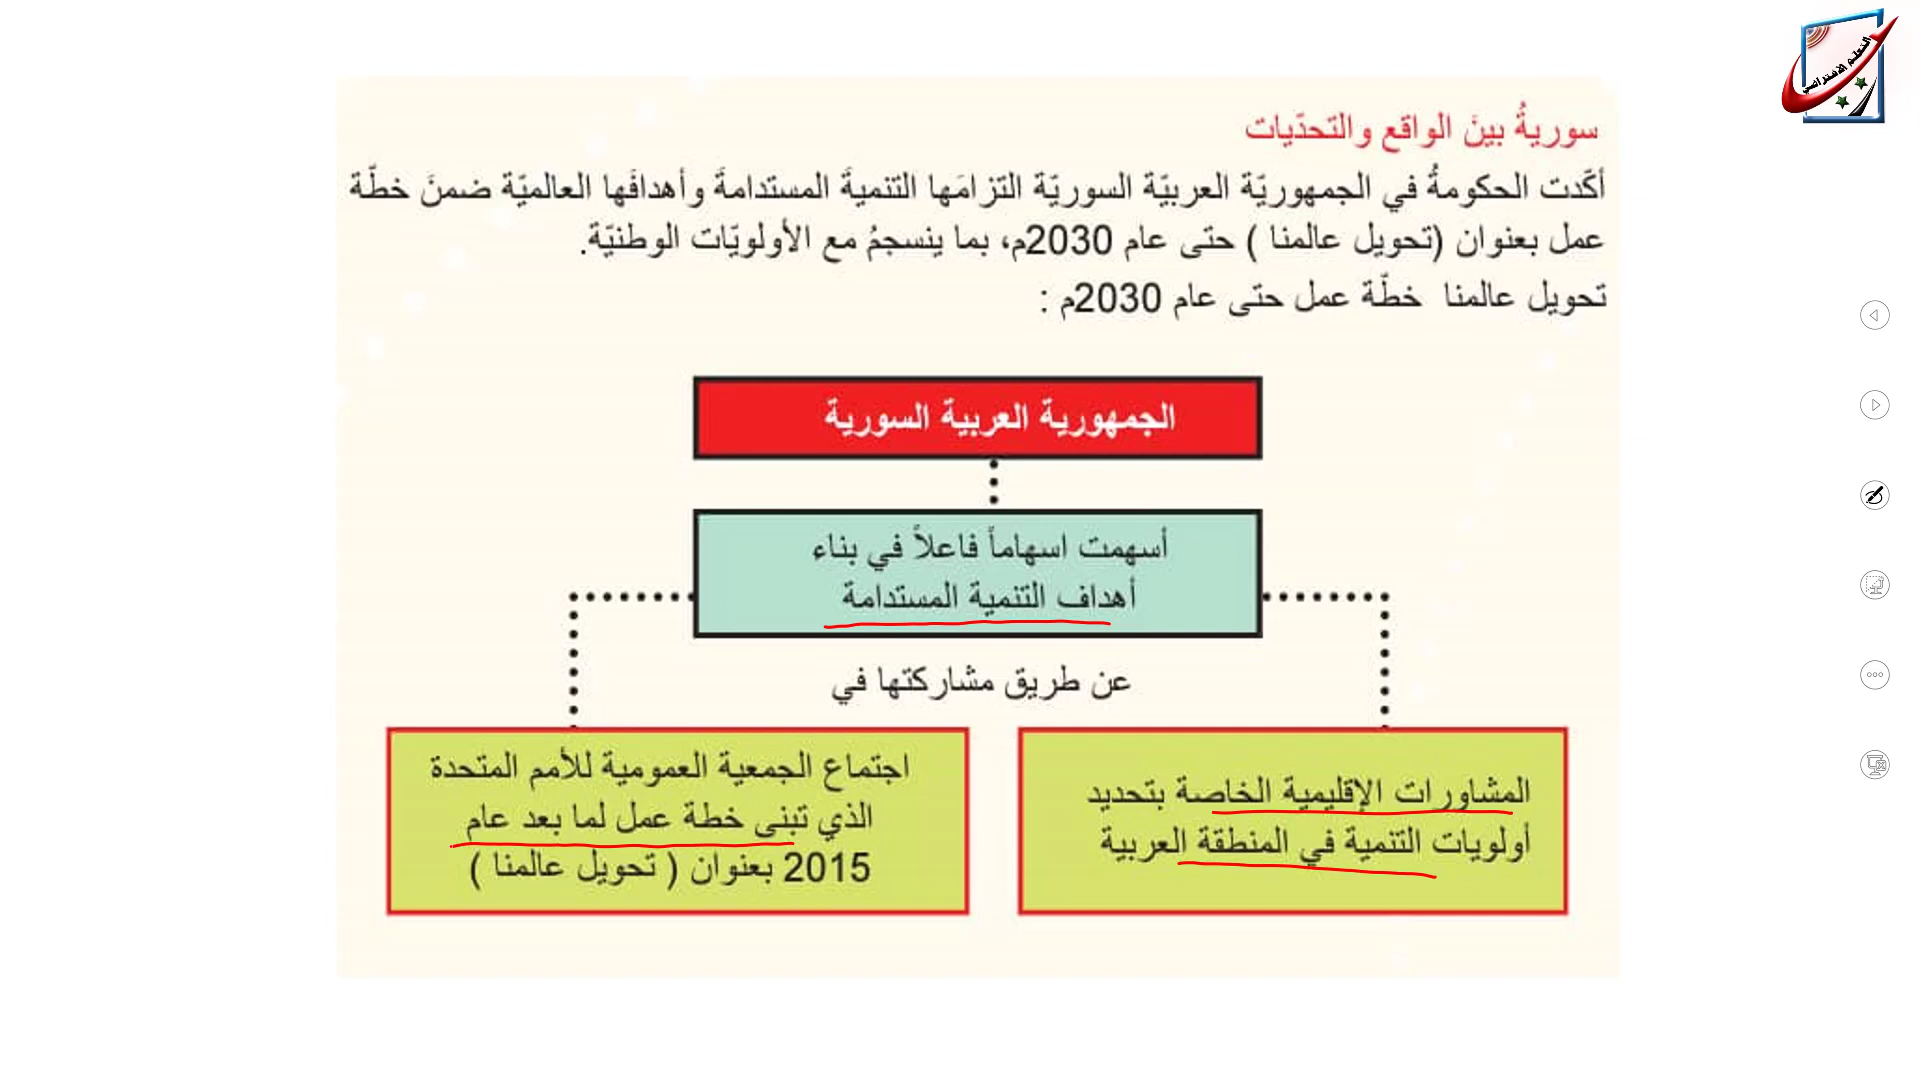 التعليم الافتراضي
سوريةُ بينَ الواقع والتحدّيات
أكّدت الحكومةُ في الجمهوريّة العربيّة السوريّة التزامَها التنميةَ المستدامةَ وأهدافَها العالميّة ضمنَ خطّة
عمل بعنوان (تحويل عالمنا ) حتى عام 2030م، بما ينسجمُ مع الأولويّات الوطنيّة.
تحويل عالمنا خطّة عمل حتى عام 2030م :
الجمهورية العربية السورية
أسهمت اسهاماً فاعلاً في بناء
أهداف التنمية المستدامة
عن طريق مشاركتها في
المشاورات الإقليمية الخاصة بتحديد
أولويات التنمية في المنطقة العربية
اجتماع الجمعية العمومية للأمم المتحدة
الذي تبنى خطة عمل لما بعد عام
2015 بعنوان ( تحويل عالمنا )